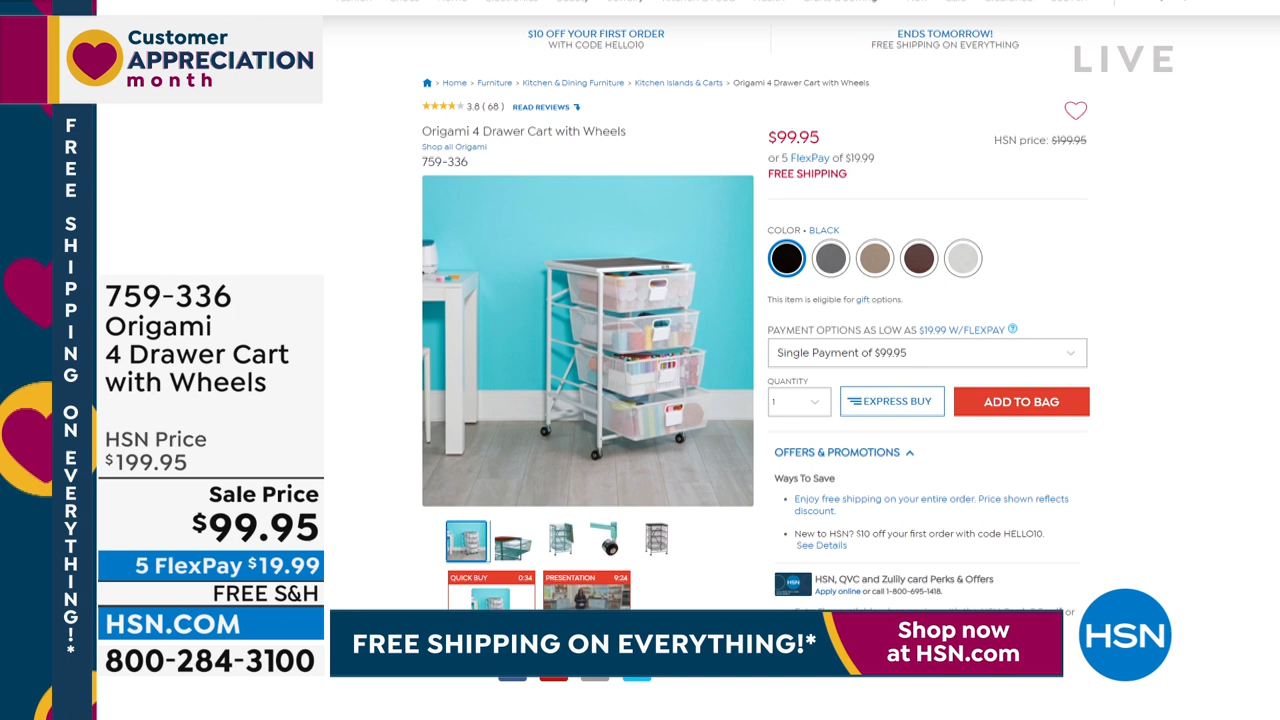 Customer
APPRECIATION
month
FREE SHIPPING ON EVERYTHING!*
759-336
Origami
4 Drawer Cart
with Wheels
HSN Price
$199.95
Sale Price
$99.95
5 FlexPay $19.99
FREE S&H
HSN.COM
800-284-3100
$10 OFF YOUR FIRST ORDER
WITH CODE HELLO10
ENDS TOMORROW!
FREE SHIPPING ON EVERYTHING
LIVE
> Home > Furniture > Kitchen & Dining Furniture > Kitchen Islands & Carts > Origami 4 Drawer Cart with Wheels
3.8 (68) READ REVIEWS
Origami 4 Drawer Cart with Wheels
Shop all Origami
759-336
$99.95
HSN price: $199.95
or 5 FlexPay of $19.99
FREE SHIPPING
COLOR • BLACK
This item is eligible for gift options.
PAYMENT OPTIONS AS LOW AS $19.99 W/FLEXPAY ?
Single Payment of $99.95
QUANTITY
1
EXPRESS BUY
ADD TO BAG
OFFERS & PROMOTIONS
Ways To Save
• Enjoy free shipping on your entire order. Price shown reflects
discount.
• New to HSN? $10 off your first order with code HELLO10.
See Details
HSN, QVC and Zulily card Perks & Offers
Apply online or call 1-800-695-1418.
QUICK BUY 0:34
PRESENTATION 9:24
FREE SHIPPING ON EVERYTHING!*
Shop now
at HSN.com
HSN